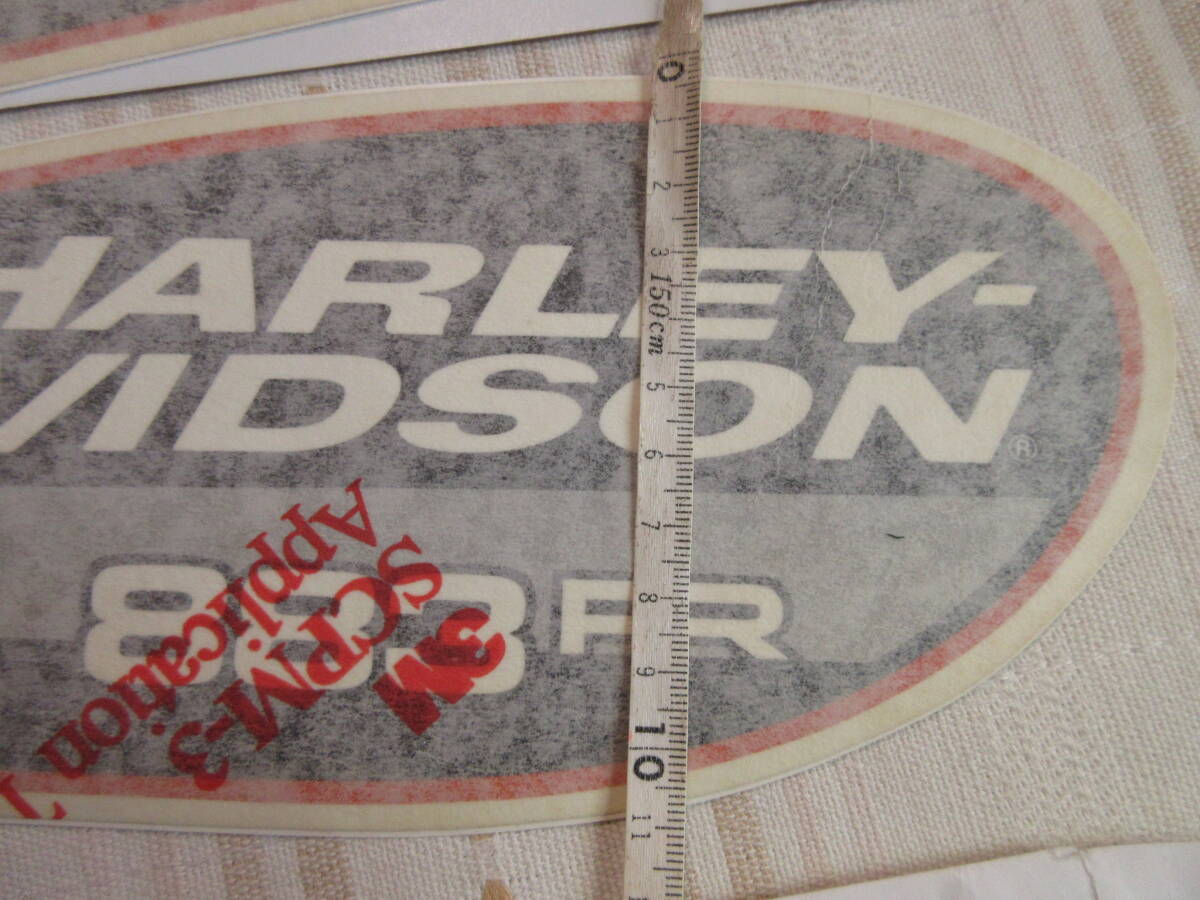 HARLEY-
VIDSON®
883 R
3M
SCPM-3
Application T
0
1
2
3
150cm
5
6
7
8
9
10
11